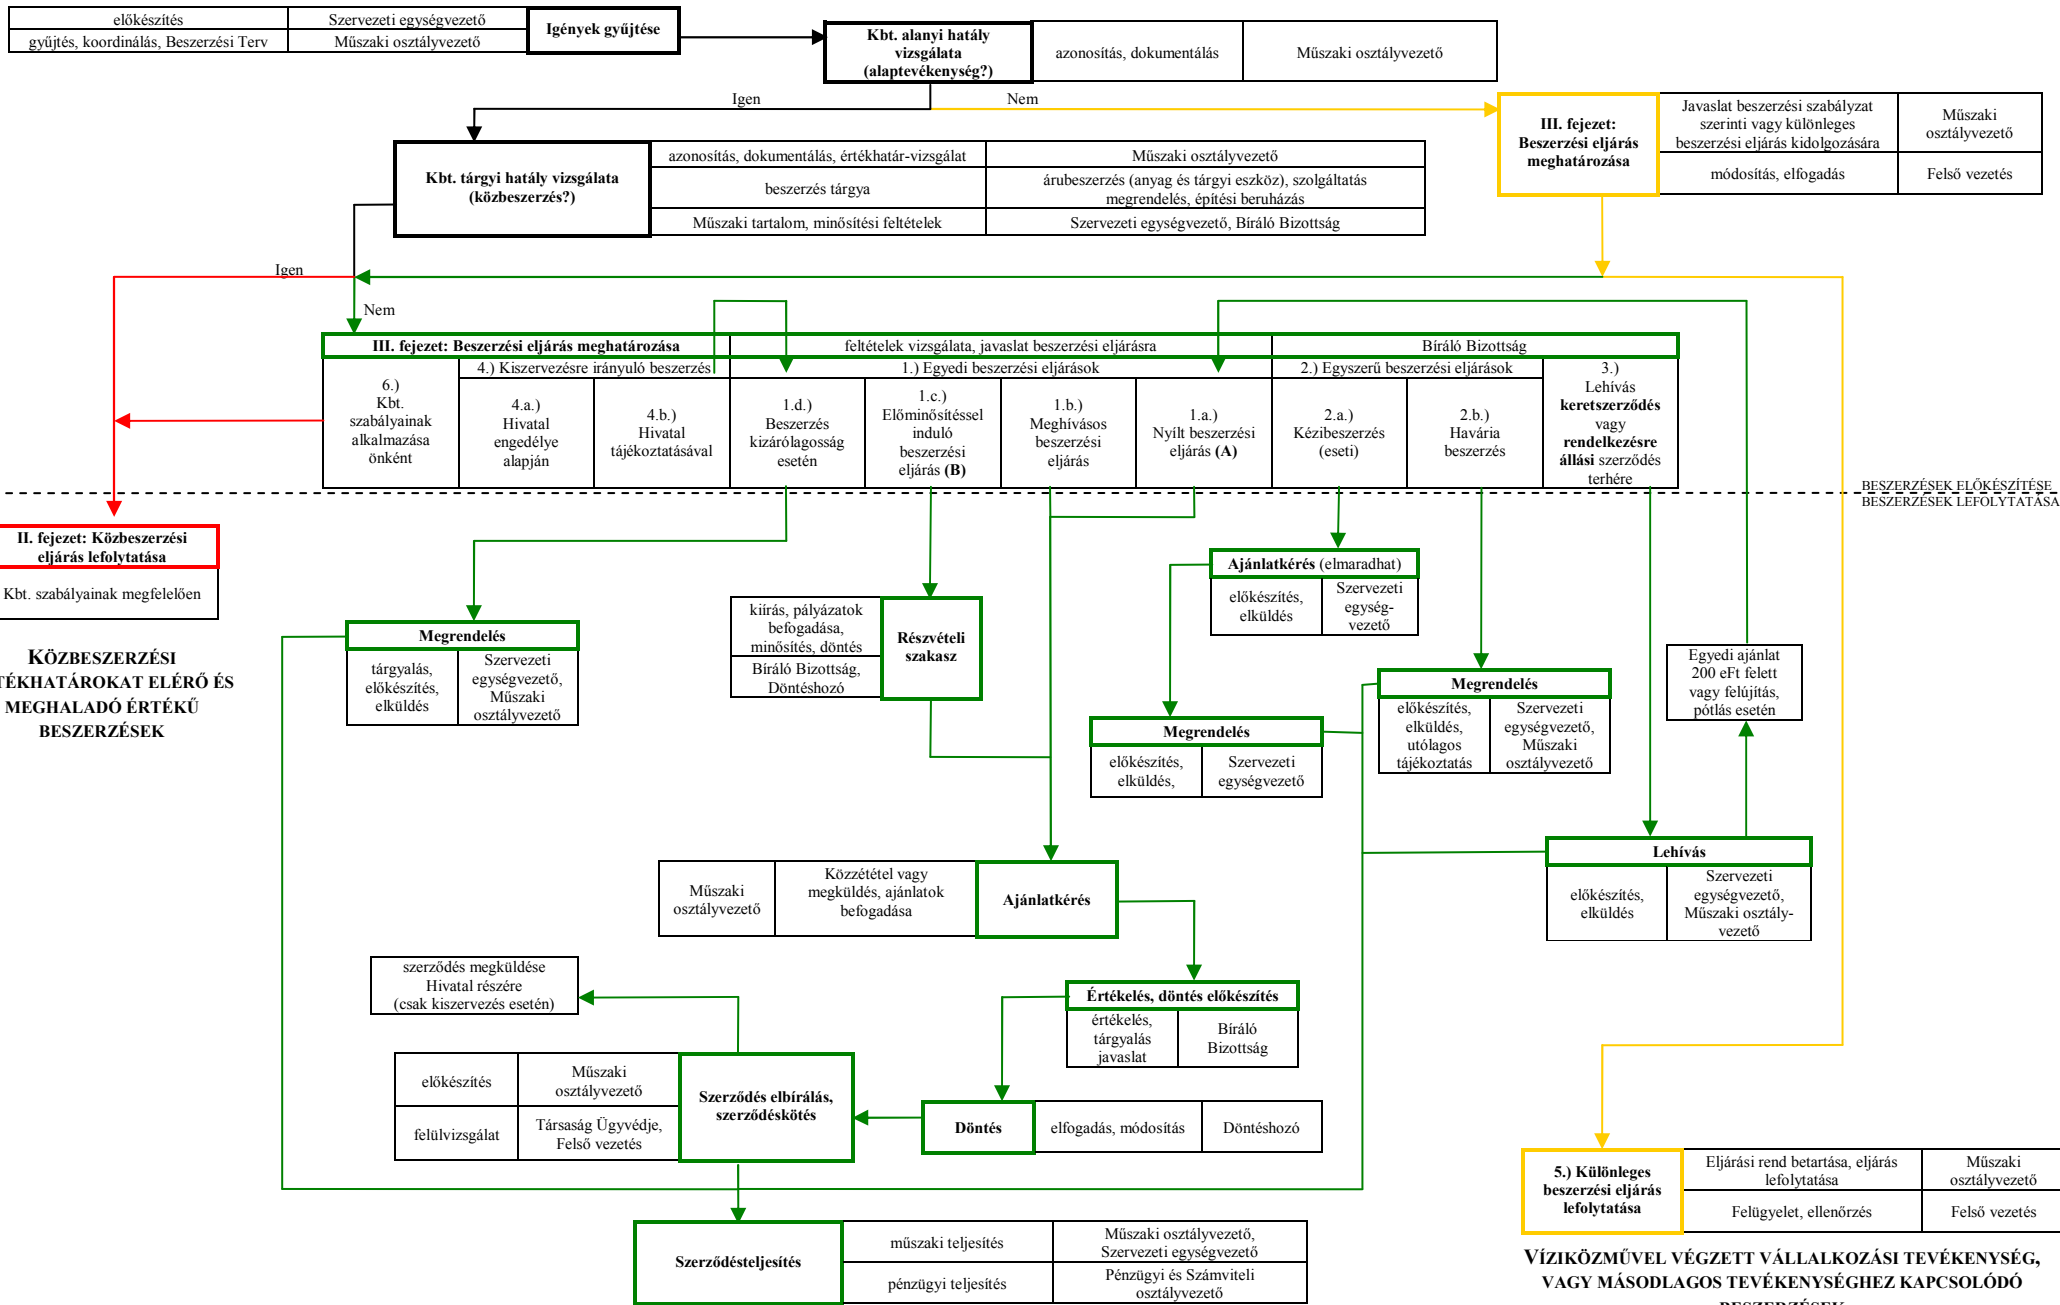 előkészítés
Szervezeti egységvezető
gyűjtés, koordinálás, Beszerzési Terv
Műszaki osztályvezető
Igények gyűjtése
Kbt. alanyi hatály
vizsgálata
(alaptevékenység?)
azonosítás, dokumentálás
Műszaki osztályvezető
Igen
Nem
III. fejezet:
Beszerzési eljárás
meghatározása
Javaslat beszerzési szabályzat
szerinti vagy különleges
beszerzési eljárás kidolgozására
Műszaki
osztályvezető
módosítás, elfogadás
Felső vezetés
Kbt. tárgyi hatály vizsgálata
(közbeszerzés?)
azonosítás, dokumentálás, értékhatár-vizsgálat
Műszaki osztályvezető
beszerzés tárgya
árubeszerzés (anyag és tárgyi eszköz), szolgáltatás
megrendelés, építési beruházás
Műszaki tartalom, minősítési feltételek
Szervezeti egységvezető, Bíráló Bizottság
Igen
Nem
III. fejezet: Beszerzési eljárás meghatározása
feltételek vizsgálata, javaslat beszerzési eljárásra
Bíráló Bizottság
6.)
Kbt.
szabályainak
alkalmazása
önként
4.) Kiszervezésre irányuló beszerzés
4.a.)
Hivatal
engedélye
alapján
4.b.)
Hivatal
tájékoztatásával
1.) Egyedi beszerzési eljárások
1.d.)
Beszerzés
kizárólagosság
esetén
1.c.)
Előminősítéssel
induló
beszerzési
eljárás (B)
1.b.)
Meghívásos
beszerzési
eljárás
1.a.)
Nyílt beszerzési
eljárás (A)
2.) Egyszerű beszerzési eljárások
2.a.)
Kézibeszerzés
(eseti)
2.b.)
Havária
beszerzés
3.)
Lehívás
keretszerződés
vagy
rendelkezésre
állási szerződés
terhére
BESZERZÉSEK ELŐKÉSZÍTÉSE
BESZERZÉSEK LEFOLYTATÁSA
II. fejezet: Közbeszerzési
eljárás lefolytatása
Kbt. szabályainak megfelelően
KÖZBESZERZÉSI
TÉKHATÁROKAT ELÉRŐ ÉS
MEGHALADÓ ÉRTÉKŰ
BESZERZÉSEK
Megrendelés
tárgyalás,
előkészítés,
elküldés
Szervezeti
egységvezető,
Műszaki
osztályvezető
kiírás, pályázatok
befogadása,
minősítés, döntés
Bíráló Bizottság,
Döntéshozó
Részvételi
szakasz
Ajánlatkérés (elmaradhat)
előkészítés,
elküldés
Szervezeti
egység-
vezető
Megrendelés
előkészítés,
elküldés,
Szervezeti
egységvezető
Megrendelés
előkészítés,
elküldés,
utólagos
tájékoztatás
Szervezeti
egységvezető,
Műszaki
osztályvezető
Egyedi ajánlat
200 eFt felett
vagy felújítás,
pótlás esetén
Lehívás
előkészítés,
elküldés
Szervezeti
egységvezető,
Műszaki osztály-
vezető
Műszaki
osztályvezető
Közzététel vagy
megküldés, ajánlatok
befogadása
Ajánlatkérés
szerződés megküldése
Hivatal részére
(csak kiszervezés esetén)
Értékelés, döntés előkészítés
értékelés,
tárgyalás
javaslat
Bíráló
Bizottság
előkészítés
Műszaki
osztályvezető
felülvizsgálat
Társaság Ügyvédje,
Felső vezetés
Szerződés elbírálás,
szerződéskötés
Döntés
elfogadás, módosítás
Döntéshozó
5.) Különleges
beszerzési eljárás
lefolytatása
Eljárási rend betartása, eljárás
lefolytatása
Műszaki
osztályvezető
Felügyelet, ellenőrzés
Felső vezetés
Szerződésteljesítés
műszaki teljesítés
Műszaki osztályvezető,
Szervezeti egységvezető
pénzügyi teljesítés
Pénzügyi és Számviteli
osztályvezető
VÍZIKÖZMŰVEL VÉGZETT VÁLLALKOZÁSI TEVÉKENYSÉG,
VAGY MÁSODLAGOS TEVÉKENYSÉGHEZ KAPCSOLÓDÓ